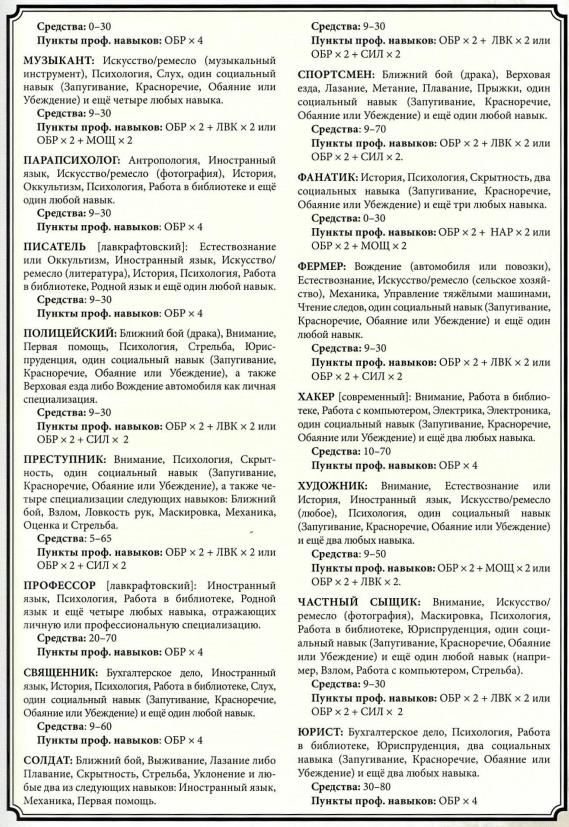 Средства: 0–30
Пункты проф. навыков: ОБР × 4
МУЗЫКАНТ: Искусство/ремесло (музыкальный
инструмент), Психология, Слух, один социальный
навык (Запугивание, Красноречие, Обаяние или
Убеждение) и ещё четыре любых навыка.
Средства: 9–30
Пункты проф. навыков: ОБР × 2 + ЛВК × 2 или
ОБР × 2 + МОЩ × 2
ПАРАПСИХОЛОГ: Антропология, Иностранный
язык, Искусство/ремесло (фотография), История,
Оккультизм, Психология, Работа в библиотеке и ещё
один любой навык.
Средства: 9–30
Пункты проф. навыков: ОБР × 4
ПИСАТЕЛЬ [лавкрафтовский]: Естествознание
или Оккультизм, Иностранный язык, Искусство/
ремесло (литература), История, Психология, Работа
в библиотеке, Родной язык и ещё один любой навык.
Средства: 9–30
Пункты проф. навыков: ОБР × 4
ПОЛИЦЕЙСКИЙ: Ближний бой (драка), Внимание,
Первая помощь, Психология, Стрельба, Юрис-
пруденция, один социальный навык (Запугивание,
Красноречие, Обаяние или Убеждение), а также
Верховая езда либо Вождение автомобиля как личная
специализация.
Средства: 9–30
Пункты проф. навыков: ОБР × 2 + ЛВК × 2 или
ОБР × 2 + СИЛ × 2
ПРЕСТУПНИК: Внимание, Психология, Скрыт-
ность, один социальный навык (Запугивание,
Красноречие, Обаяние или Убеждение), а также че-
тыре специализации следующих навыков: Ближний
бой, Взлом, Ловкость рук, Маскировка, Механика,
Оценка и Стрельба.
Средства: 5–65
Пункты проф. навыков: ОБР × 2 + ЛВК × 2 или
ОБР × 2 + СИЛ × 2
ПРОФЕССОР [лавкрафтовский]: Иностранный
язык, Психология, Работа в библиотеке, Родной
язык и ещё четыре любых навыка, отражающих
личную или профессиональную специализацию.
Средства: 20–70
Пункты проф. навыков: ОБР × 4
СВЯЩЕННИК: Бухгалтерское дело, Иностранный
язык, История, Психология, Работа в библиотеке, Слух,
один социальный навык (Запугивание, Красноречие,
Обаяние или Убеждение) и ещё один любой навык.
Средства: 9–60
Пункты проф. навыков: ОБР × 4
СОЛДАТ: Ближний бой, Выживание, Лазание либо
Плавание, Скрытность, Стрельба, Уклонение и лю-
бые два из следующих навыков: Иностранный язык,
Механика, Первая помощь.
Средства: 9–30
Пункты проф. навыков: ОБР × 2 + ЛВК × 2 или
ОБР × 2 + СИЛ × 2
СПОРТСМЕН: Ближний бой (драка), Верховая
езда, Лазание, Метание, Плавание, Прыжки, один
социальный навык (Запугивание, Красноречие,
Обаяние или Убеждение) и ещё один любой навык.
Средства: 9–70
Пункты проф. навыков: ОБР × 2 + ЛВК × 2 или
ОБР × 2 + СИЛ × 2.
ФАНАТИК: История, Психология, Скрытность, два
социальных навыка (Запугивание, Красноречие,
Обаяние или Убеждение) и ещё три любых навыка.
Средства: 0–30
Пункты проф. навыков: ОБР × 2 + НАР × 2 или
ОБР × 2 + МОЩ × 2
ФЕРМЕР: Вождение (автомобиля или повозки),
Естествознание, Искусство/ремесло (сельское хозяй-
ство), Механика, Управление тяжёлыми машинами,
Чтение следов, один социальный навык (Запугивание,
Красноречие, Обаяние или Убеждение) и ещё один
любой навык.
Средства: 9–30
Пункты проф. навыков: ОБР × 2 + ЛВК × 2 или
ОБР × 2 + СИЛ × 2
ХАКЕР [современный]: Внимание, Работа в библио-
теке, Работа с компьютером, Электрика, Электроника,
один социальный навык (Запугивание, Красноречие,
Обаяние или Убеждение) и ещё два любых навыка.
Средства: 10–70
Пункты проф. навыков: ОБР × 4
ХУДОЖНИК: Внимание, Естествознание или
История, Иностранный язык, Искусство/ремесло
(любое), Психология, один социальный навык
(Запугивание, Красноречие, Обаяние или Убеждение)
и ещё два любых навыка.
Средства: 9–50
Пункты проф. навыков: ОБР × 2 + МОЩ × 2 или
ОБР × 2 + ЛВК × 2.
ЧАСТНЫЙ СЫЩИК: Внимание, Искусство/
ремесло (фотография), Маскировка, Психология,
Работа в библиотеке, Юриспруденция, один соци-
альный навык (Запугивание, Красноречие, Обаяние
или Убеждение) и ещё один любой навык (напри-
мер, Взлом, Работа с компьютером, Стрельба).
Средства: 9–30
Пункты проф. навыков: ОБР × 2 + ЛВК × 2 или
ОБР × 2 + СИЛ × 2
ЮРИСТ: Бухгалтерское дело, Психология, Работа
в библиотеке, Юриспруденция, два социальных
навыка (Запугивание, Красноречие, Обаяние или
Убеждение) и ещё два любых навыка.
Средства: 30–80
Пункты проф. навыков: ОБР × 4